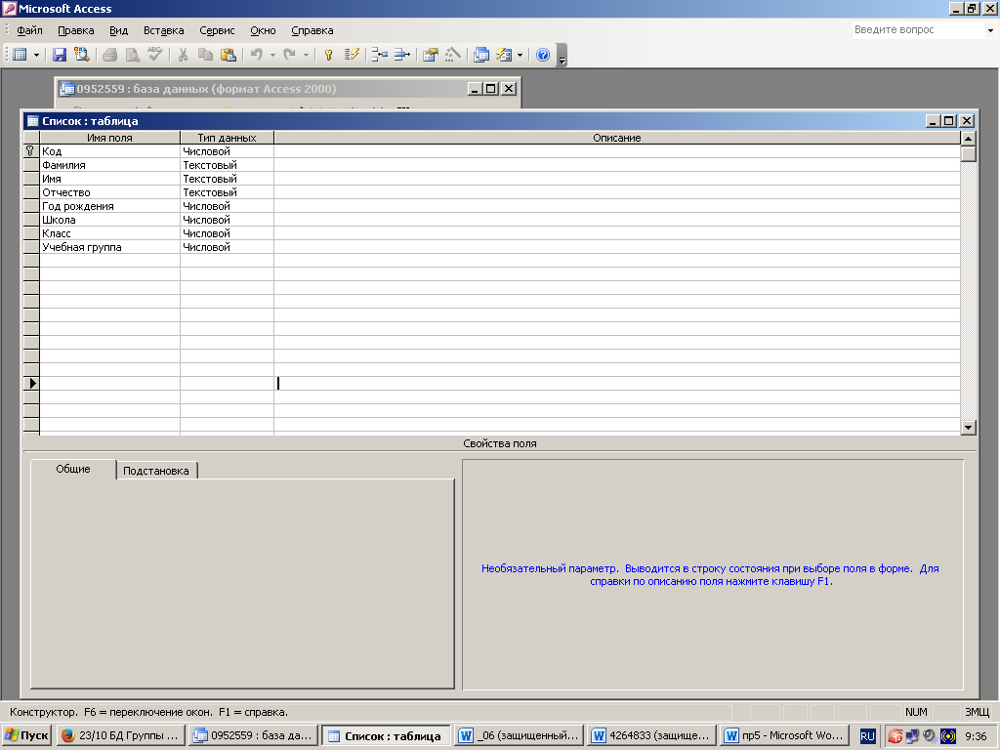 Microsoft Access
Файл Правка Вид Вставка Сервис Окно Справка Введите вопрос
0952559 : база данных (формат Access 2000)
Список : таблица
Имя поля Тип данных Описание
Код Числовой
Фамилия Текстовый
Имя Текстовый
Отчество Текстовый
Год рождения Числовой
Школа Числовой
Класс Числовой
Учебная группа Числовой
Свойства поля
Общие Подстановка
Необязательный параметр. Выводится в строку состояния при выборе поля в форме. Для
справки по описанию поля нажмите клавишу F1.
Конструктор. F6 = переключение окон. F1 = справка. NUM ЗМЩ
Пуск 23/10 БД Группы ... 0952559 : база да... Список : таблица _06 (защищенный... 4264833 (защище... пр5 - Microsoft Wo... RU 9:36